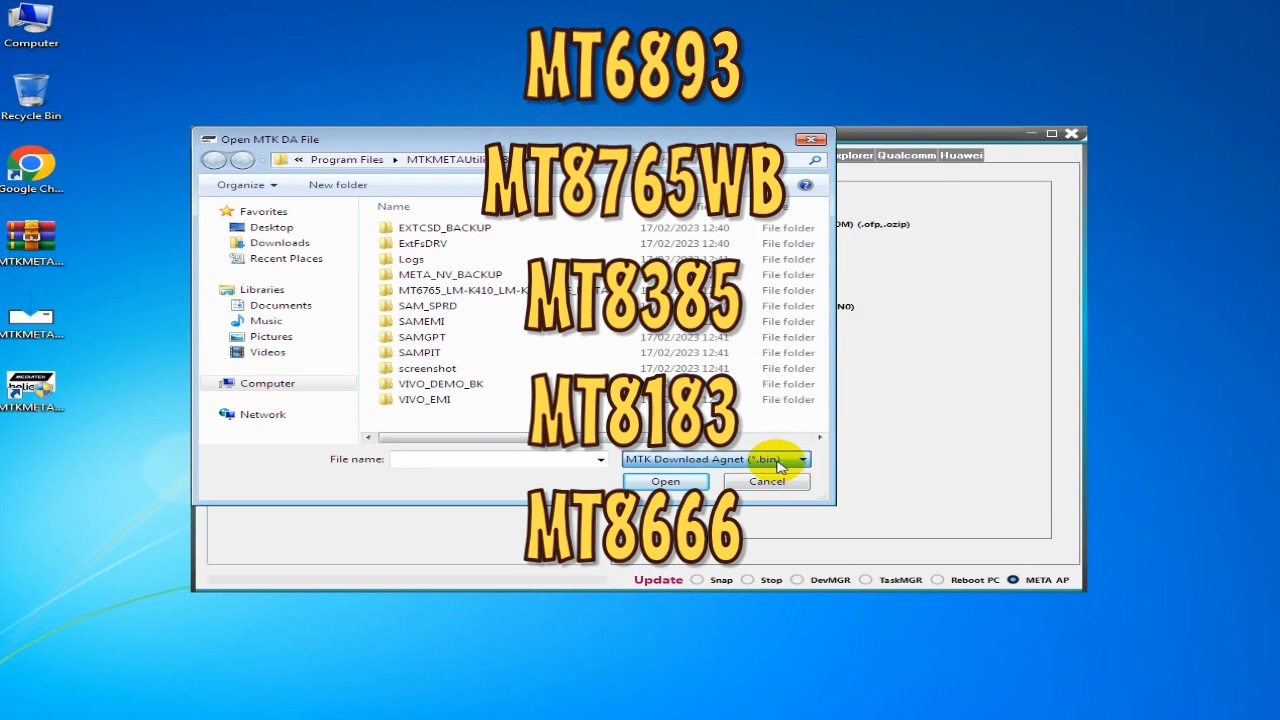 Computer
Recycle Bin
Google Ch...
MTKMETA...
MTKMETA...
MTKMETA...
MT6893
MT8765WB
MT8385
MT8183
MT8666
Open MTK DA File
« Program Files ▸ MTKMETAUtili
Organize
New folder
Favorites
Desktop
Downloads
Recent Places
Libraries
Documents
Music
Pictures
Videos
Computer
Network
Name
EXTCSD_BACKUP 17/02/2023 12:40 File folder
ExtFsDRV 17/02/2023 12:40 File folder
Logs File folder
META_NV_BACKUP 17/02/2023 12:41 File folder
MT6765_LM-K410_LM-K File folder
SAM_SPRD File folder
SAMEMI 17/02/2023 12:41 File folder
SAMGPT 17/02/2023 12:41 File folder
SAMPIT 17/02/2023 12:41 File folder
screenshot 17/02/2023 12:41 File folder
VIVO_DEMO_BK File folder
VIVO_EMI File folder
File name:
MTK Download Agnet (*.bin)
Open
Cancel
xplorer Qualcomm Huawei
OM) (.ofp,.ozip)
NO)
Update Snap Stop DevMGR TaskMGR Reboot PC META AP
MEDIATEK
helio